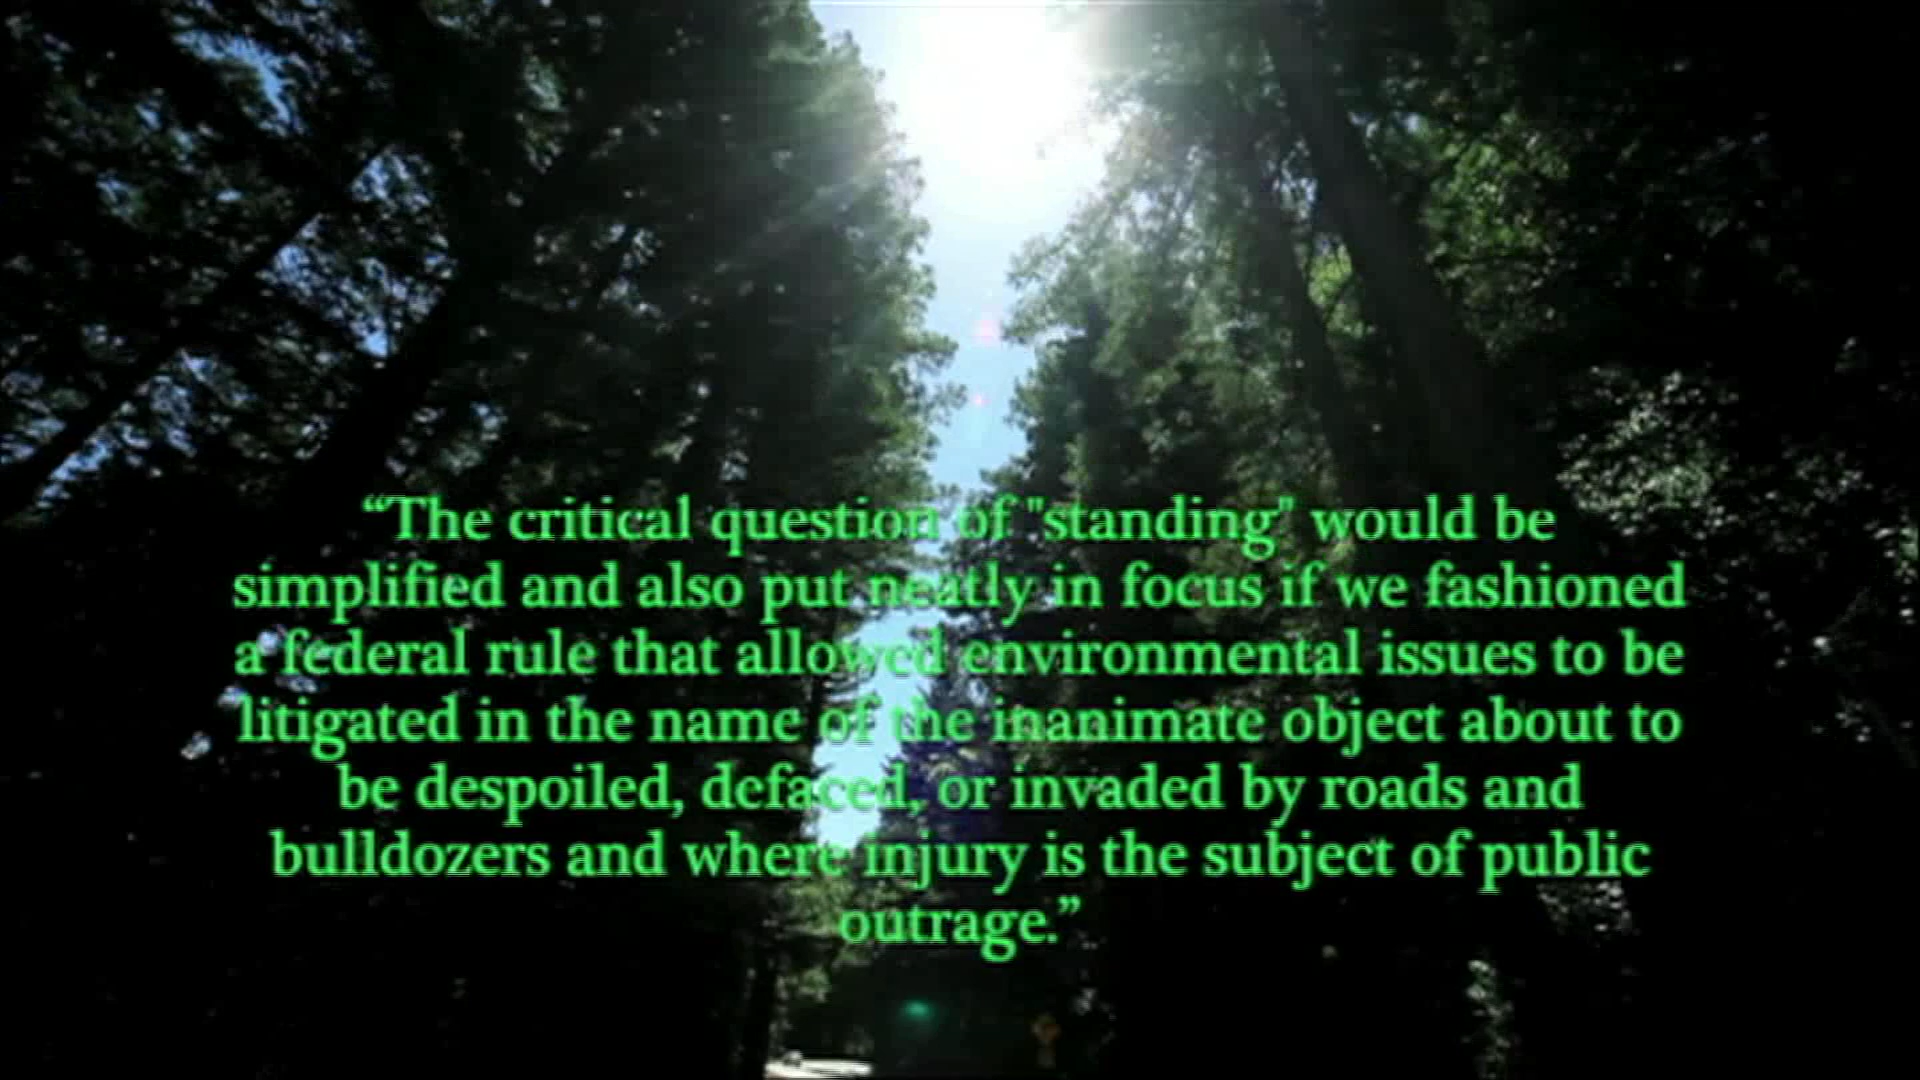 “The critical question of "standing" would be
simplified and also put neatly in focus if we fashioned
a federal rule that allowed environmental issues to be
litigated in the name of the inanimate object about to
be despoiled, defaced, or invaded by roads and
bulldozers and where injury is the subject of public
outrage.”